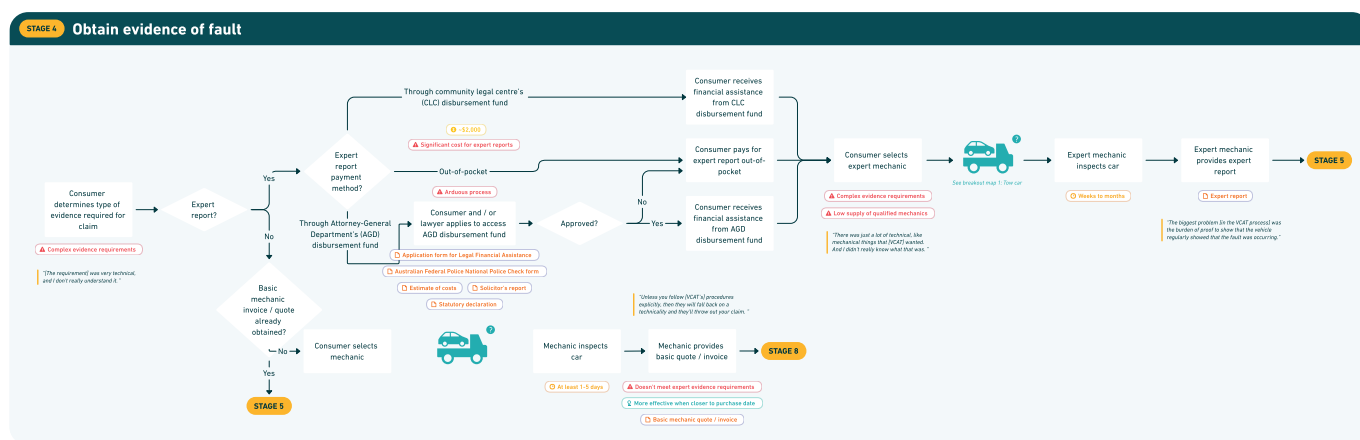 STAGE 4
Obtain evidence of fault
Consumer
determines type of
evidence required for
claim
Complex evidence requirements
"[The requirement] was very technical,
and I don't really understand it. "
Expert
report?
Yes
No
Expert
report
payment
method?
Through community legal centre's
(CLC) disbursement fund
~$2,000
Significant cost for expert reports
Out-of-pocket
Through Attorney-General
Department's (AGD)
disbursement fund
Arduous process
Consumer and / or
lawyer applies to access
AGD disbursement fund
Application form for Legal Financial Assistance
Australian Federal Police National Police Check form
Estimate of costs
Solicitor's report
Statutory declaration
Approved?
No
Yes
Consumer receives
financial assistance
from CLC
disbursement fund
Consumer pays for
expert report out-of-
pocket
Consumer receives
financial assistance
from AGD
disbursement fund
Consumer selects
expert mechanic
Complex evidence requirements
Low supply of qualified mechanics
"There was just a lot of technical, like
mechanical things that [VCAT] wanted.
And I didn't really know what that was. "
?
See breakout map 1: Tow car
Expert mechanic
inspects car
Weeks to months
Expert mechanic
provides expert
report
Expert report
"The biggest problem [in the VCAT process] was
the burden of proof to show that the vehicle
regularly showed that the fault was occurring."
STAGE 5
Basic
mechanic
invoice /
quote
already
obtained?
No
Yes
STAGE 5
Consumer selects
mechanic
?
Mechanic inspects
car
At least 1-5 days
"Unless you follow [VCAT's] procedures
explicitly, then they will fall back on a
technicality and they'll throw out your claim. "
Mechanic provides
basic quote / invoice
Doesn't meet expert evidence requirements
More effective when closer to purchase date
Basic mechanic quote / invoice
STAGE 8